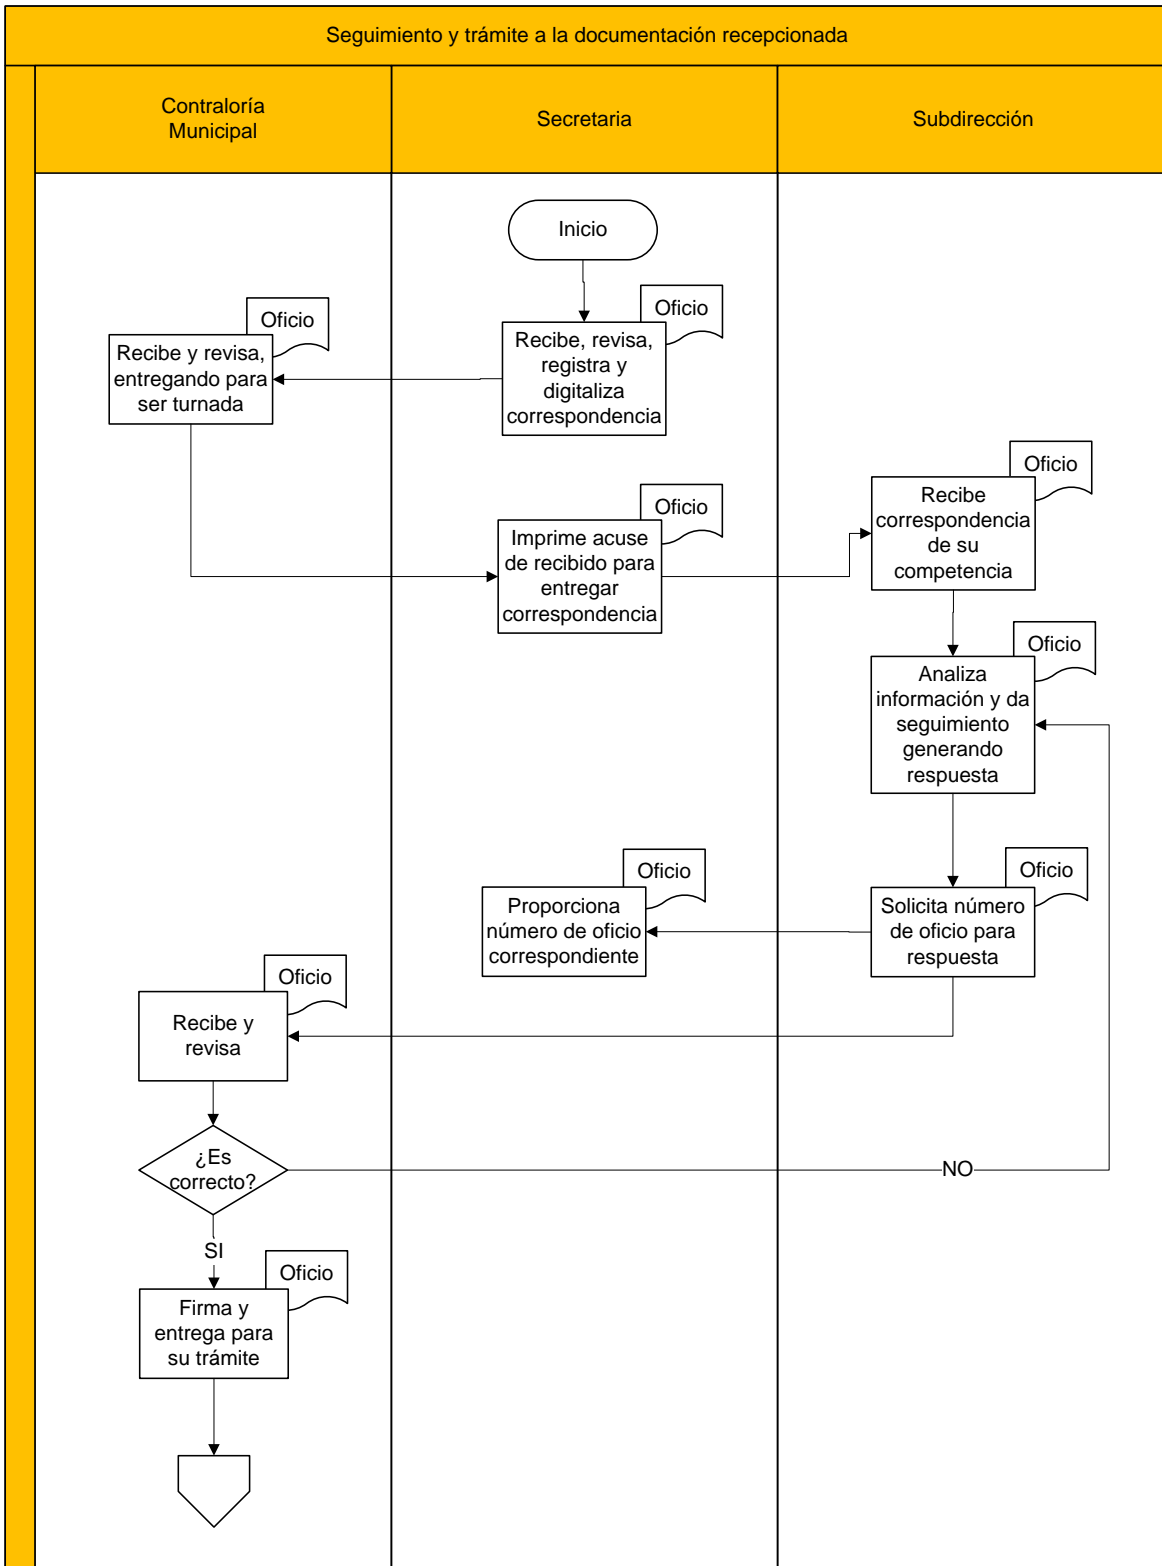 Seguimiento y trámite a la documentación recepcionada
Contraloría
Municipal
Secretaria
Subdirección
Inicio
Oficio
Recibe, revisa,
registra y
digitaliza
correspondencia
Oficio
Recibe y revisa,
entregando para
ser turnada
Oficio
Imprime acuse
de recibido para
entregar
correspondencia
Oficio
Recibe
correspondencia
de su
competencia
Oficio
Analiza
información y da
seguimiento
generando
respuesta
Oficio
Solicita número
de oficio para
respuesta
Oficio
Proporciona
número de oficio
correspondiente
Oficio
Recibe y
revisa
¿Es
correcto?
NO
SI
Oficio
Firma y
entrega para
su trámite